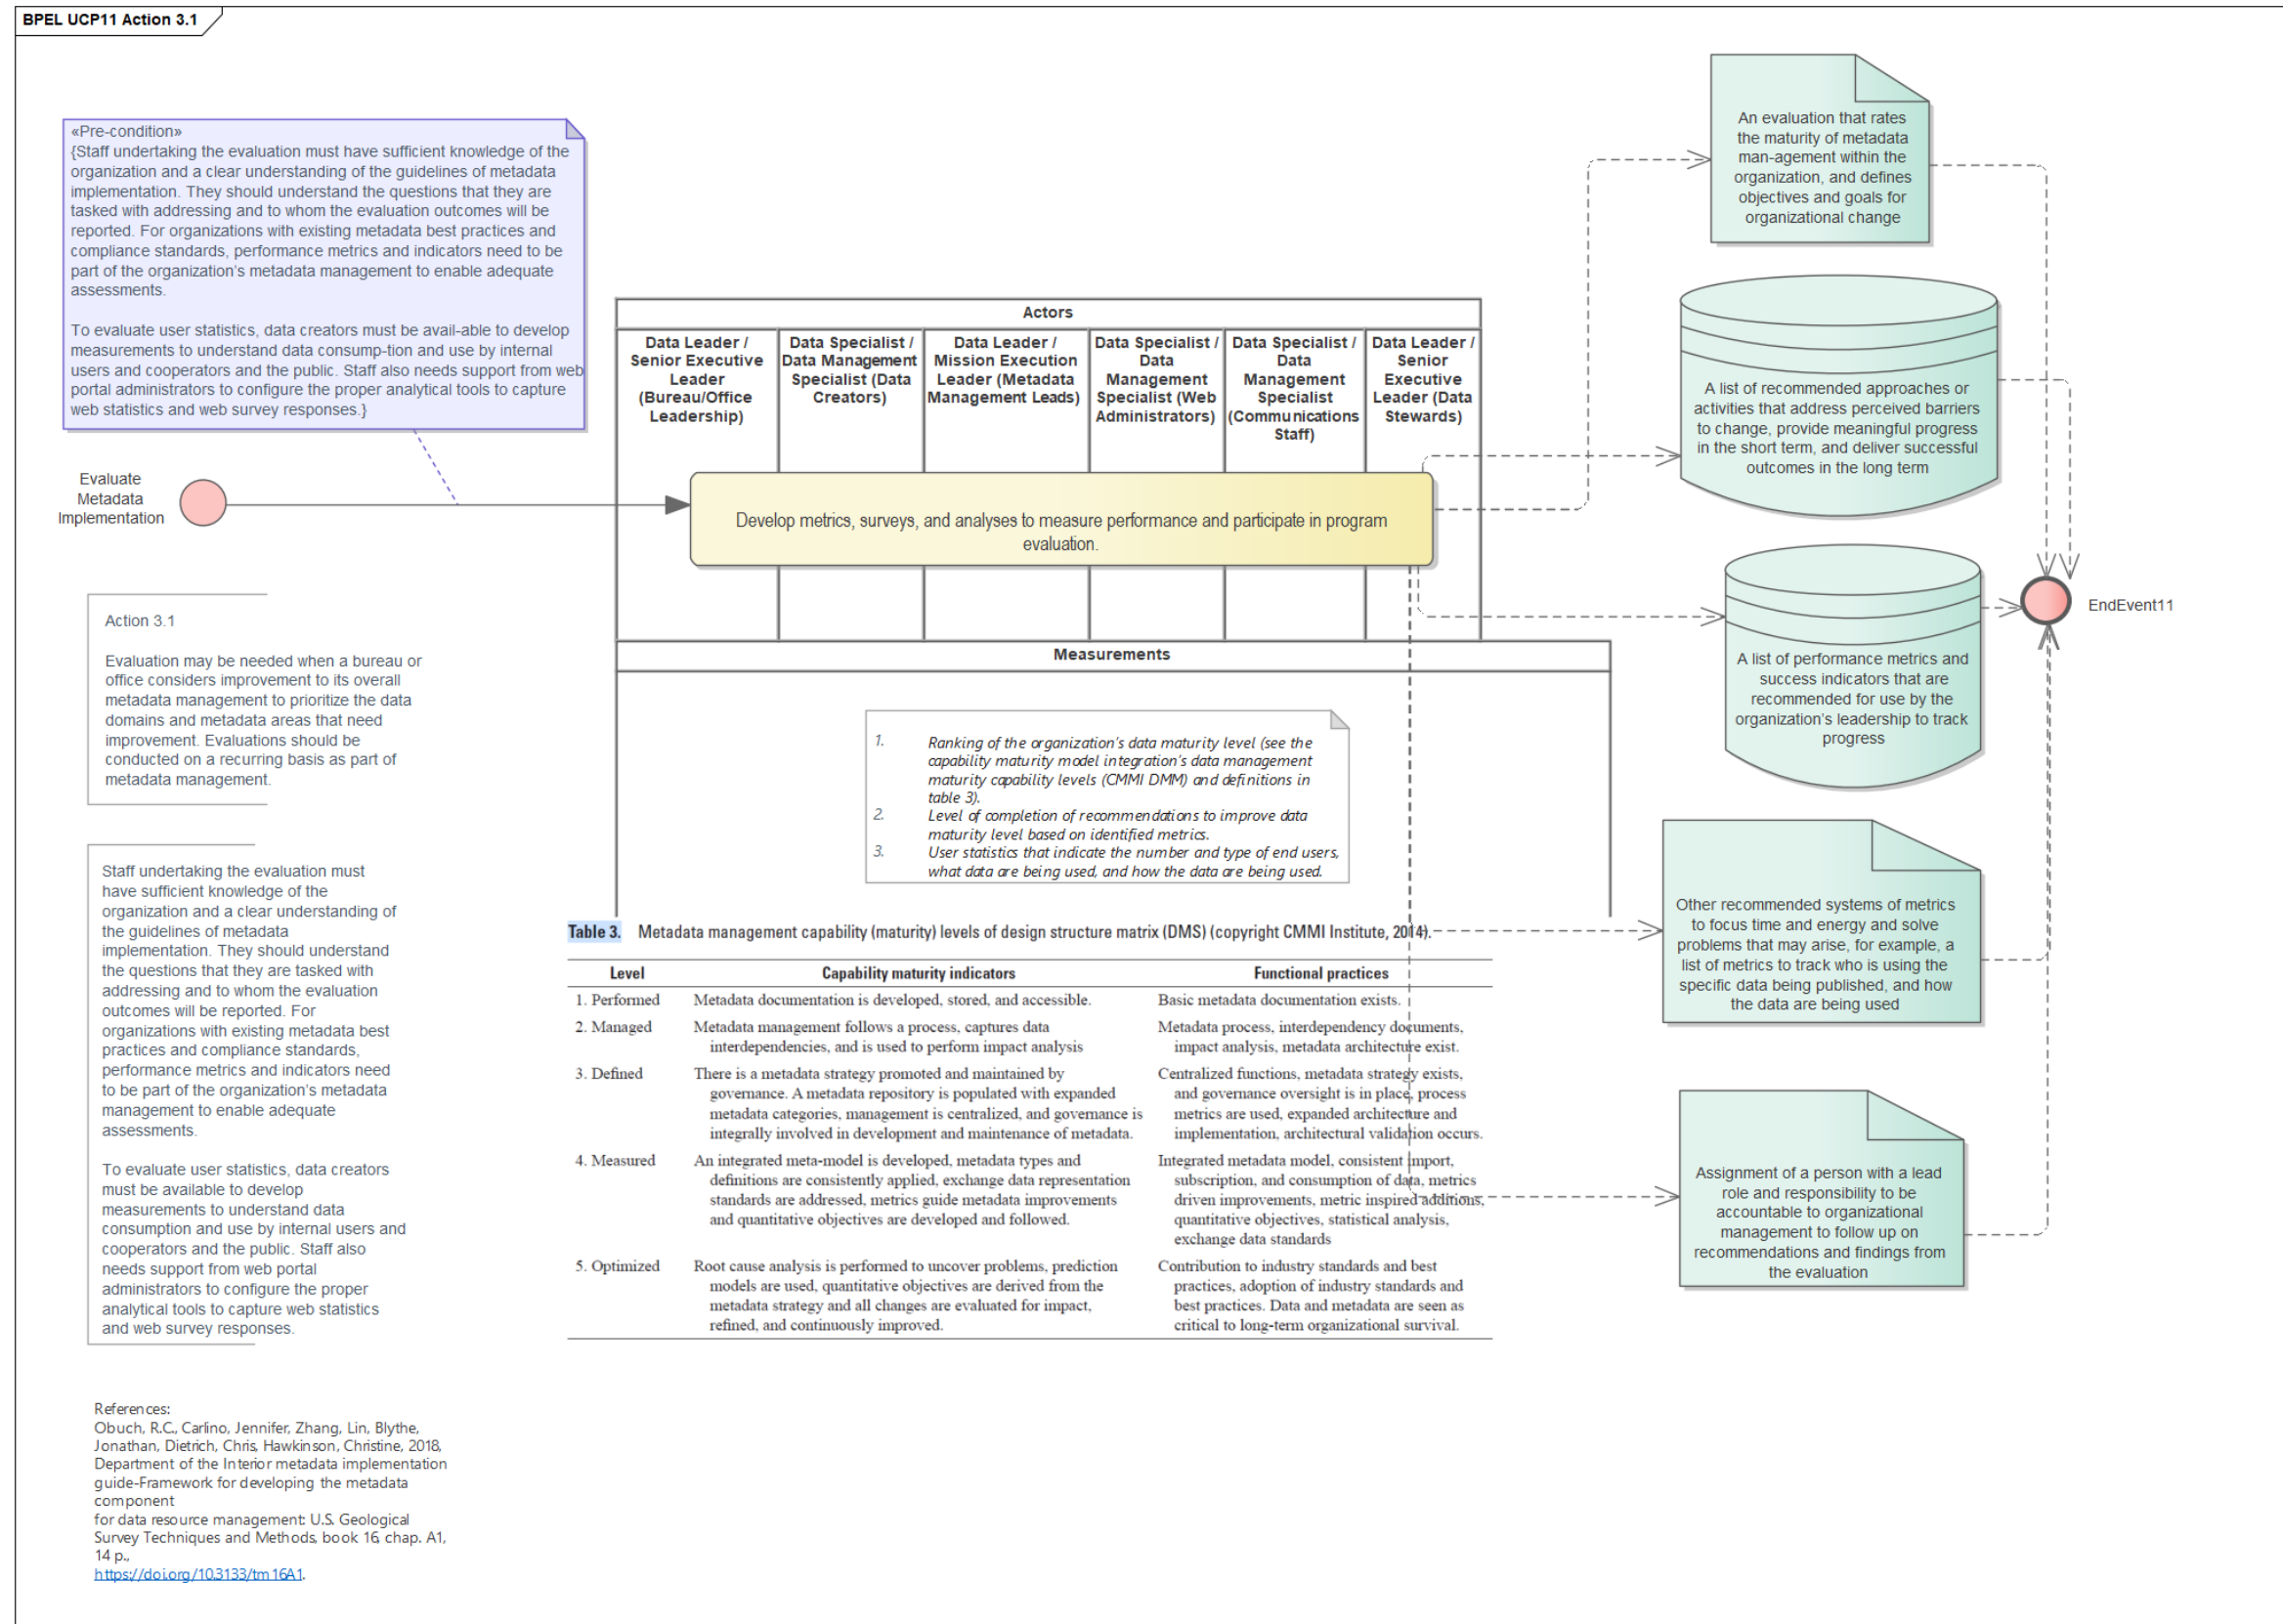 BPEL UCP11 Action 3.1
«Pre-condition»
{Staff undertaking the evaluation must have sufficient knowledge of the
organization and a clear understanding of the guidelines of metadata
implementation. They should understand the questions that they are
tasked with addressing and to whom the evaluation outcomes will be
reported. For organizations with existing metadata best practices and
compliance standards, performance metrics and indicators need to be
part of the organization's metadata management to enable adequate
assessments.
To evaluate user statistics, data creators must be avail-able to develop
measurements to understand data consump-tion and use by internal
users and cooperators and the public. Staff also needs support from web
portal administrators to configure the proper analytical tools to capture
web statistics and web survey responses.}
Evaluate
Metadata
Implementation
Action 3.1
Evaluation may be needed when a bureau or
office considers improvement to its overall
metadata management to prioritize the data
domains and metadata areas that need
improvement. Evaluations should be
conducted on a recurring basis as part of
metadata management.
Staff undertaking the evaluation must
have sufficient knowledge of the
organization and a clear understanding of
the guidelines of metadata
implementation. They should understand
the questions that they are tasked with
addressing and to whom the evaluation
outcomes will be reported. For
organizations with existing metadata best
practices and compliance standards,
performance metrics and indicators need
to be part of the organization's metadata
management to enable adequate
assessments.
To evaluate user statistics, data creators
must be available to develop
measurements to understand data
consumption and use by internal users and
cooperators and the public. Staff also
needs support from web portal
administrators to configure the proper
analytical tools to capture web statistics
and web survey responses.
References:
Obuch, R.C., Carlino, Jennifer, Zhang, Lin, Blythe,
Jonathan, Dietrich, Chris, Hawkinson, Christine, 2018,
Department of the Interior metadata implementation
guide-Framework for developing the metadata
component
for data resource management: U.S. Geological
Survey Techniques and Methods, book 16, chap. A1,
14 p.,
https://doi.org/10.3133/tm16A1.
Actors
Data Leader /
Senior Executive
Leader
(Bureau/Office
Leadership)
Data Specialist /
Data Management
Specialist (Data
Creators)
Data Leader /
Mission Execution
Leader (Metadata
Management Leads)
Data Specialist /
Data
Management
Specialist (Web
Administrators)
Data Specialist /
Data
Management
Specialist
(Communications
Staff)
Data Leader /
Senior
Executive
Leader (Data
Stewards)
Develop metrics, surveys, and analyses to measure performance and participate in program
evaluation.
Measurements
1. Ranking of the organization's data maturity level (see the
capability maturity model integration's data management
maturity capability levels (CMMI DMM) and definitions in
table 3).
2. Level of completion of recommendations to improve data
maturity level based on identified metrics.
3. User statistics that indicate the number and type of end users,
what data are being used, and how the data are being used.
Table 3. Metadata management capability (maturity) levels of design structure matrix (DMS) (copyright CMMI Institute, 2014).
Level Capability maturity indicators Functional practices
1. Performed Metadata documentation is developed, stored, and accessible. Basic metadata documentation exists.
2. Managed Metadata management follows a process, captures data Metadata process, interdependency documents,
interdependencies, and is used to perform impact analysis impact analysis, metadata architecture exist.
3. Defined There is a metadata strategy promoted and maintained by Centralized functions, metadata strategy exists,
governance. A metadata repository is populated with expanded and governance oversight is in place, process
metadata categories, management is centralized, and governance is metrics are used, expanded architecture and
integrally involved in development and maintenance of metadata. implementation, architectural validation occurs.
4. Measured An integrated meta-model is developed, metadata types and Integrated metadata model, consistent import,
definitions are consistently applied, exchange data representation subscription, and consumption of data, metrics
standards are addressed, metrics guide metadata improvements driven improvements, metric inspired additions,
and quantitative objectives are developed and followed. quantitative objectives, statistical analysis,
exchange data standards
5. Optimized Root cause analysis is performed to uncover problems, prediction Contribution to industry standards and best
models are used, quantitative objectives are derived from the practices, adoption of industry standards and
metadata strategy and all changes are evaluated for impact, best practices. Data and metadata are seen as
refined, and continuously improved. critical to long-term organizational survival.
An evaluation that rates
the maturity of metadata
man-agement within the
organization, and defines
objectives and goals for
organizational change
A list of recommended approaches or
activities that address perceived barriers
to change, provide meaningful progress
in the short term, and deliver successful
outcomes in the long term
A list of performance metrics and
success indicators that are
recommended for use by the
organization's leadership to track
progress
EndEvent11
Other recommended systems of metrics
to focus time and energy and solve
problems that may arise, for example, a
list of metrics to track who is using the
specific data being published, and how
the data are being used
Assignment of a person with a lead
role and responsibility to be
accountable to organizational
management to follow up on
recommendations and findings from
the evaluation